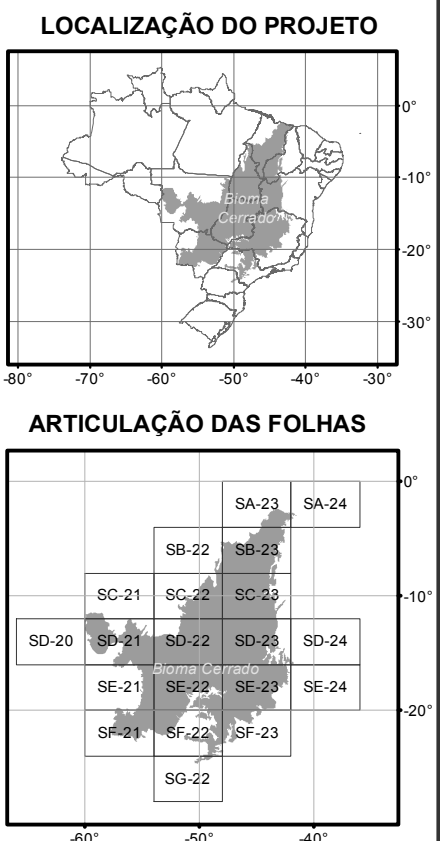 LOCALIZAÇÃO DO PROJETO
0°
-10°
Bioma
Cerrado
-20°
-30°
-80° -70° -60° -50° -40° -30°
ARTICULAÇÃO DAS FOLHAS
0°
SA-23 SA-24
SB-22 SB-23
SC-21 SC-22 SC-23 -10°
SD-20 SD-21 SD-22 SD-23 SD-24
Bioma Cerrado
SE-21 SE-22 SE-23 SE-24
-20°
SF-21 SF-22 SF-23
SG-22
-60° -50° -40°